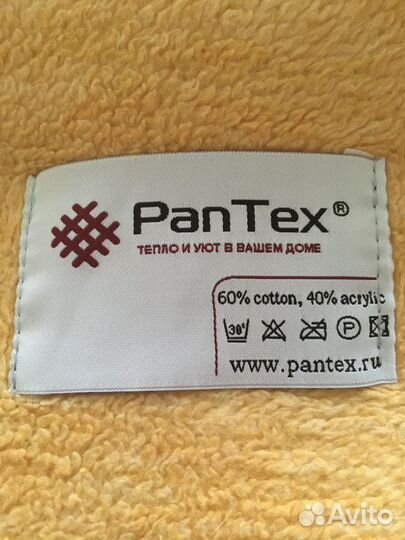 PanTex®
ТЕПЛО И УЮТ В ВАШЕМ ДОМЕ
60% cotton, 40% acrylic
30° P
www.pantex.ru
Avito